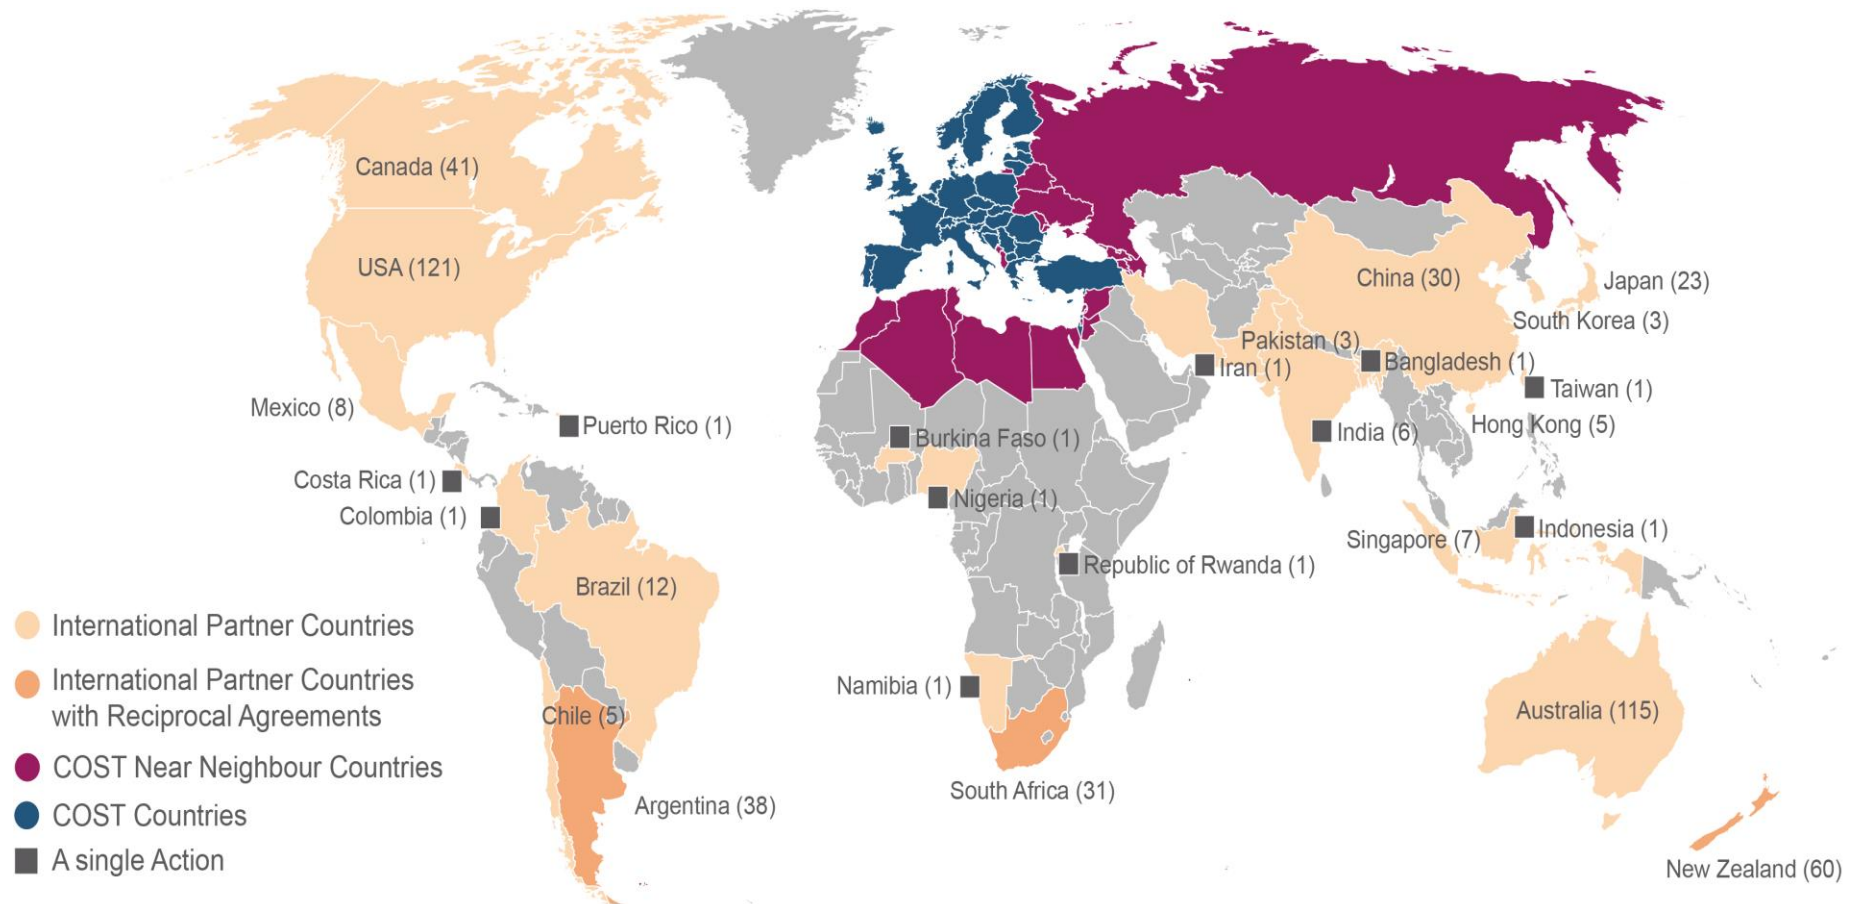 Canada (41)
USA (121)
Mexico (8)
Puerto Rico (1)
Costa Rica (1)
Colombia (1)
Brazil (12)
Chile (5)
Argentina (38)
Burkina Faso (1)
Nigeria (1)
Republic of Rwanda (1)
Namibia (1)
South Africa (31)
China (30)
Japan (23)
South Korea (3)
Pakistan (3)
Iran (1)
Bangladesh (1)
Taiwan (1)
India (6)
Hong Kong (5)
Singapore (7)
Indonesia (1)
Australia (115)
New Zealand (60)
International Partner Countries
International Partner Countries
with Reciprocal Agreements
COST Near Neighbour Countries
COST Countries
A single Action